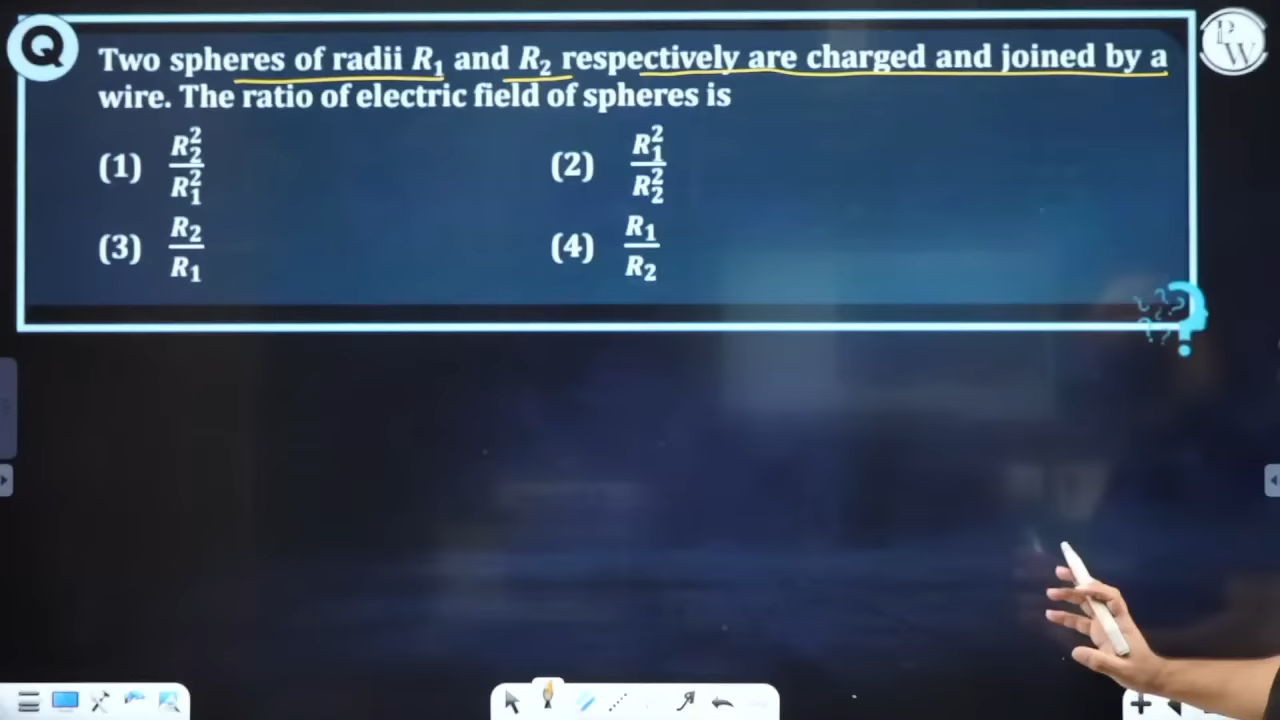 Q
Two spheres of radii R₁ and R₂ respectively are charged and joined by a
wire. The ratio of electric field of spheres is
(1) R₂²/R₁²
(2) R₁²/R₂²
(3) R₂/R₁
(4) R₁/R₂
P
W